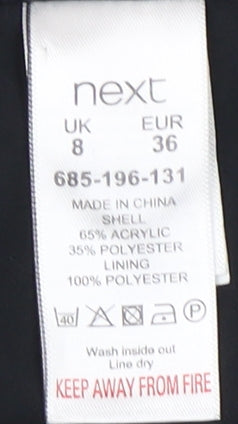 next
UK EUR
8 36
685-196-131
MADE IN CHINA
SHELL
65% ACRYLIC
35% POLYESTER
LINING
100% POLYESTER
40 P
Wash inside out
Line dry
KEEP AWAY FROM FIRE